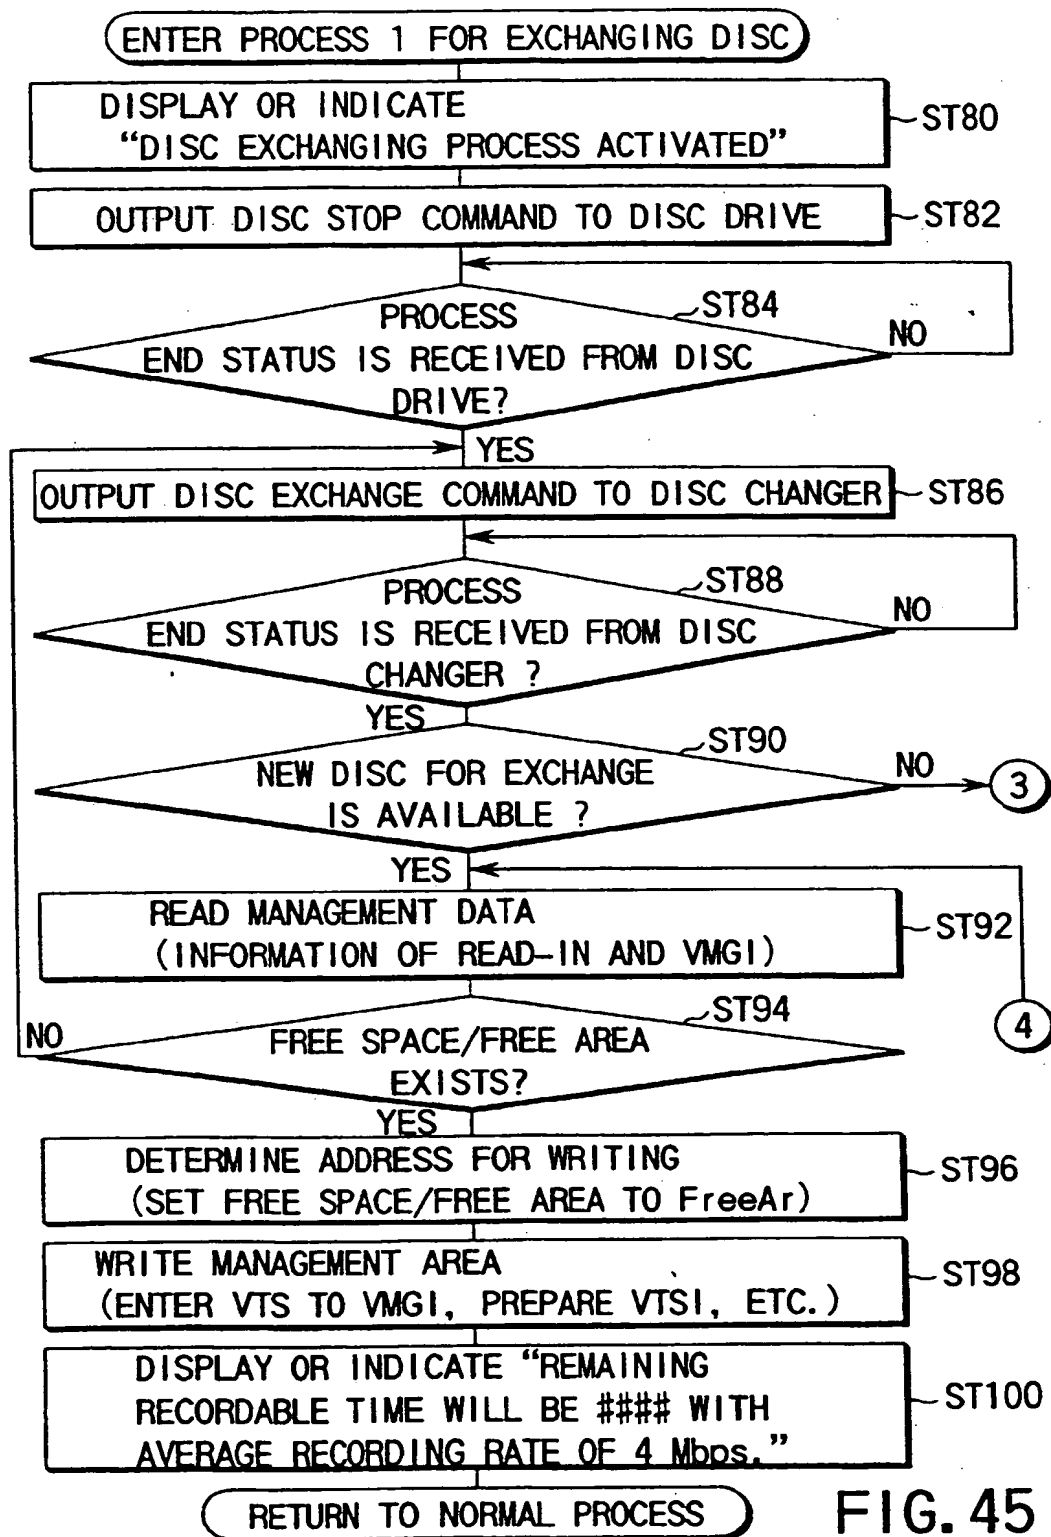 ENTER PROCESS 1 FOR EXCHANGING DISC
DISPLAY OR INDICATE
“DISC EXCHANGING PROCESS ACTIVATED”
ST80
OUTPUT DISC STOP COMMAND TO DISC DRIVE
ST82
ST84
PROCESS
END STATUS IS RECEIVED FROM DISC
DRIVE?
NO
YES
OUTPUT DISC EXCHANGE COMMAND TO DISC CHANGER
ST86
ST88
PROCESS
END STATUS IS RECEIVED FROM DISC
CHANGER ?
NO
YES
ST90
NEW DISC FOR EXCHANGE
IS AVAILABLE ?
NO
3
YES
READ MANAGEMENT DATA
(INFORMATION OF READ-IN AND VMGI)
ST92
4
ST94
NO
FREE SPACE/FREE AREA
EXISTS?
YES
DETERMINE ADDRESS FOR WRITING
(SET FREE SPACE/FREE AREA TO FreeAr)
ST96
WRITE MANAGEMENT AREA
(ENTER VTS TO VMGI, PREPARE VTSI, ETC.)
ST98
DISPLAY OR INDICATE “REMAINING
RECORDABLE TIME WILL BE #### WITH
AVERAGE RECORDING RATE OF 4 Mbps.”
ST100
RETURN TO NORMAL PROCESS
FIG. 45